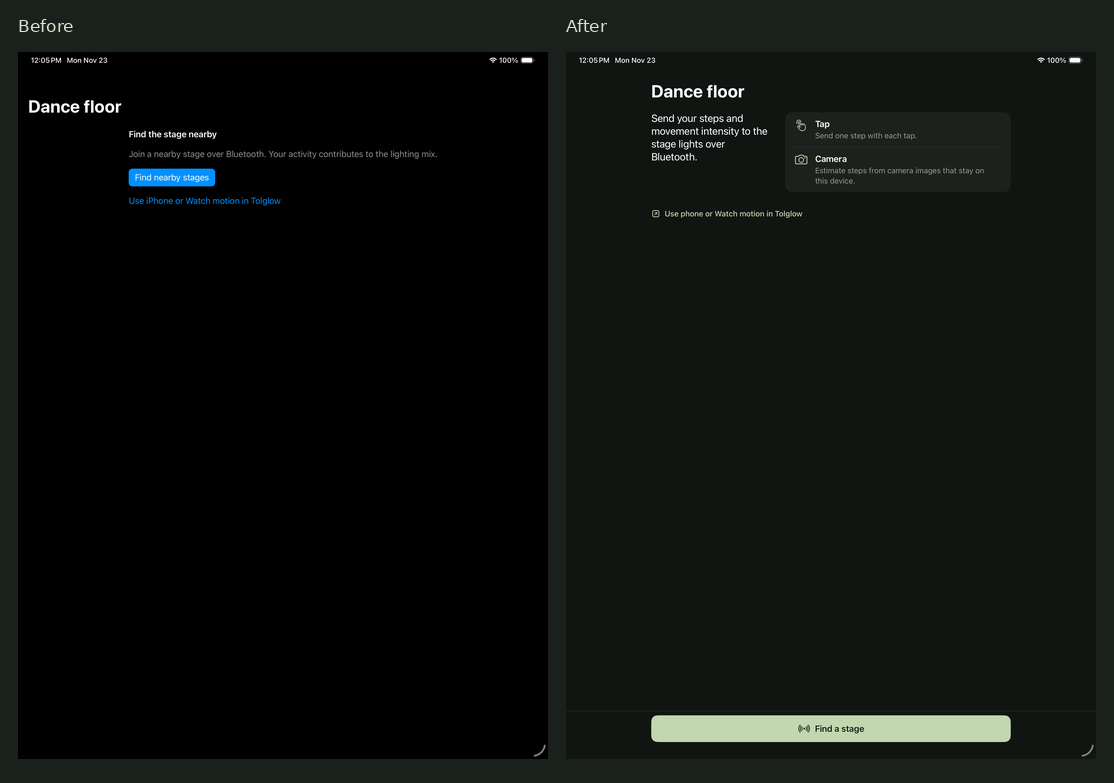 Before
12:05 PM Mon Nov 23
100%
Dance floor
Find the stage nearby
Join a nearby stage over Bluetooth. Your activity contributes to the lighting mix.
Find nearby stages
Use iPhone or Watch motion in Tolglow
After
12:05 PM Mon Nov 23
100%
Dance floor
Send your steps and
movement intensity to the
stage lights over
Bluetooth.
Tap
Send one step with each tap.
Camera
Estimate steps from camera images that stay on
this device.
Use phone or Watch motion in Tolglow
Find a stage